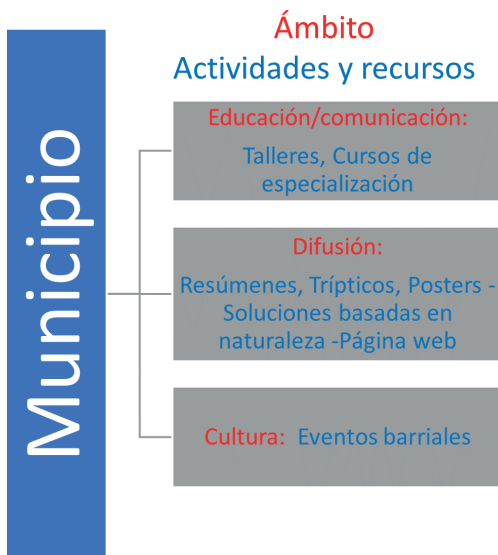 Ámbito
Actividades y recursos
Municipio
Educación/comunicación:
Talleres, Cursos de
especialización
Difusión:
Resúmenes, Trípticos, Posters -
Soluciones basadas en
naturaleza -Página web
Cultura: Eventos barriales